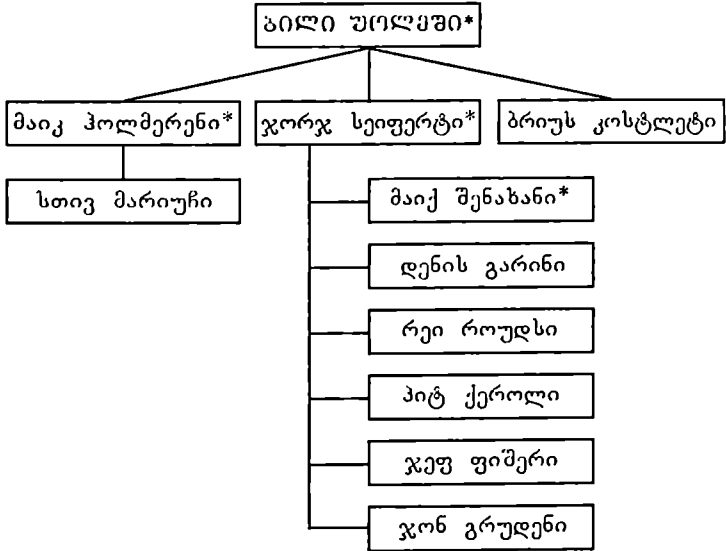 ბილი უოლეში*
მაიკ ჰოლმერენი*
ჯორჯ სეიფერტი*
ბრიუს კოსტლეტი
სთივ მარიუჩი
მაიქ შენახანი*
დენის გარინი
რეი როუდსი
პიტ ქეროლი
ჯეფ ფიშერი
ჯონ გრუდენი